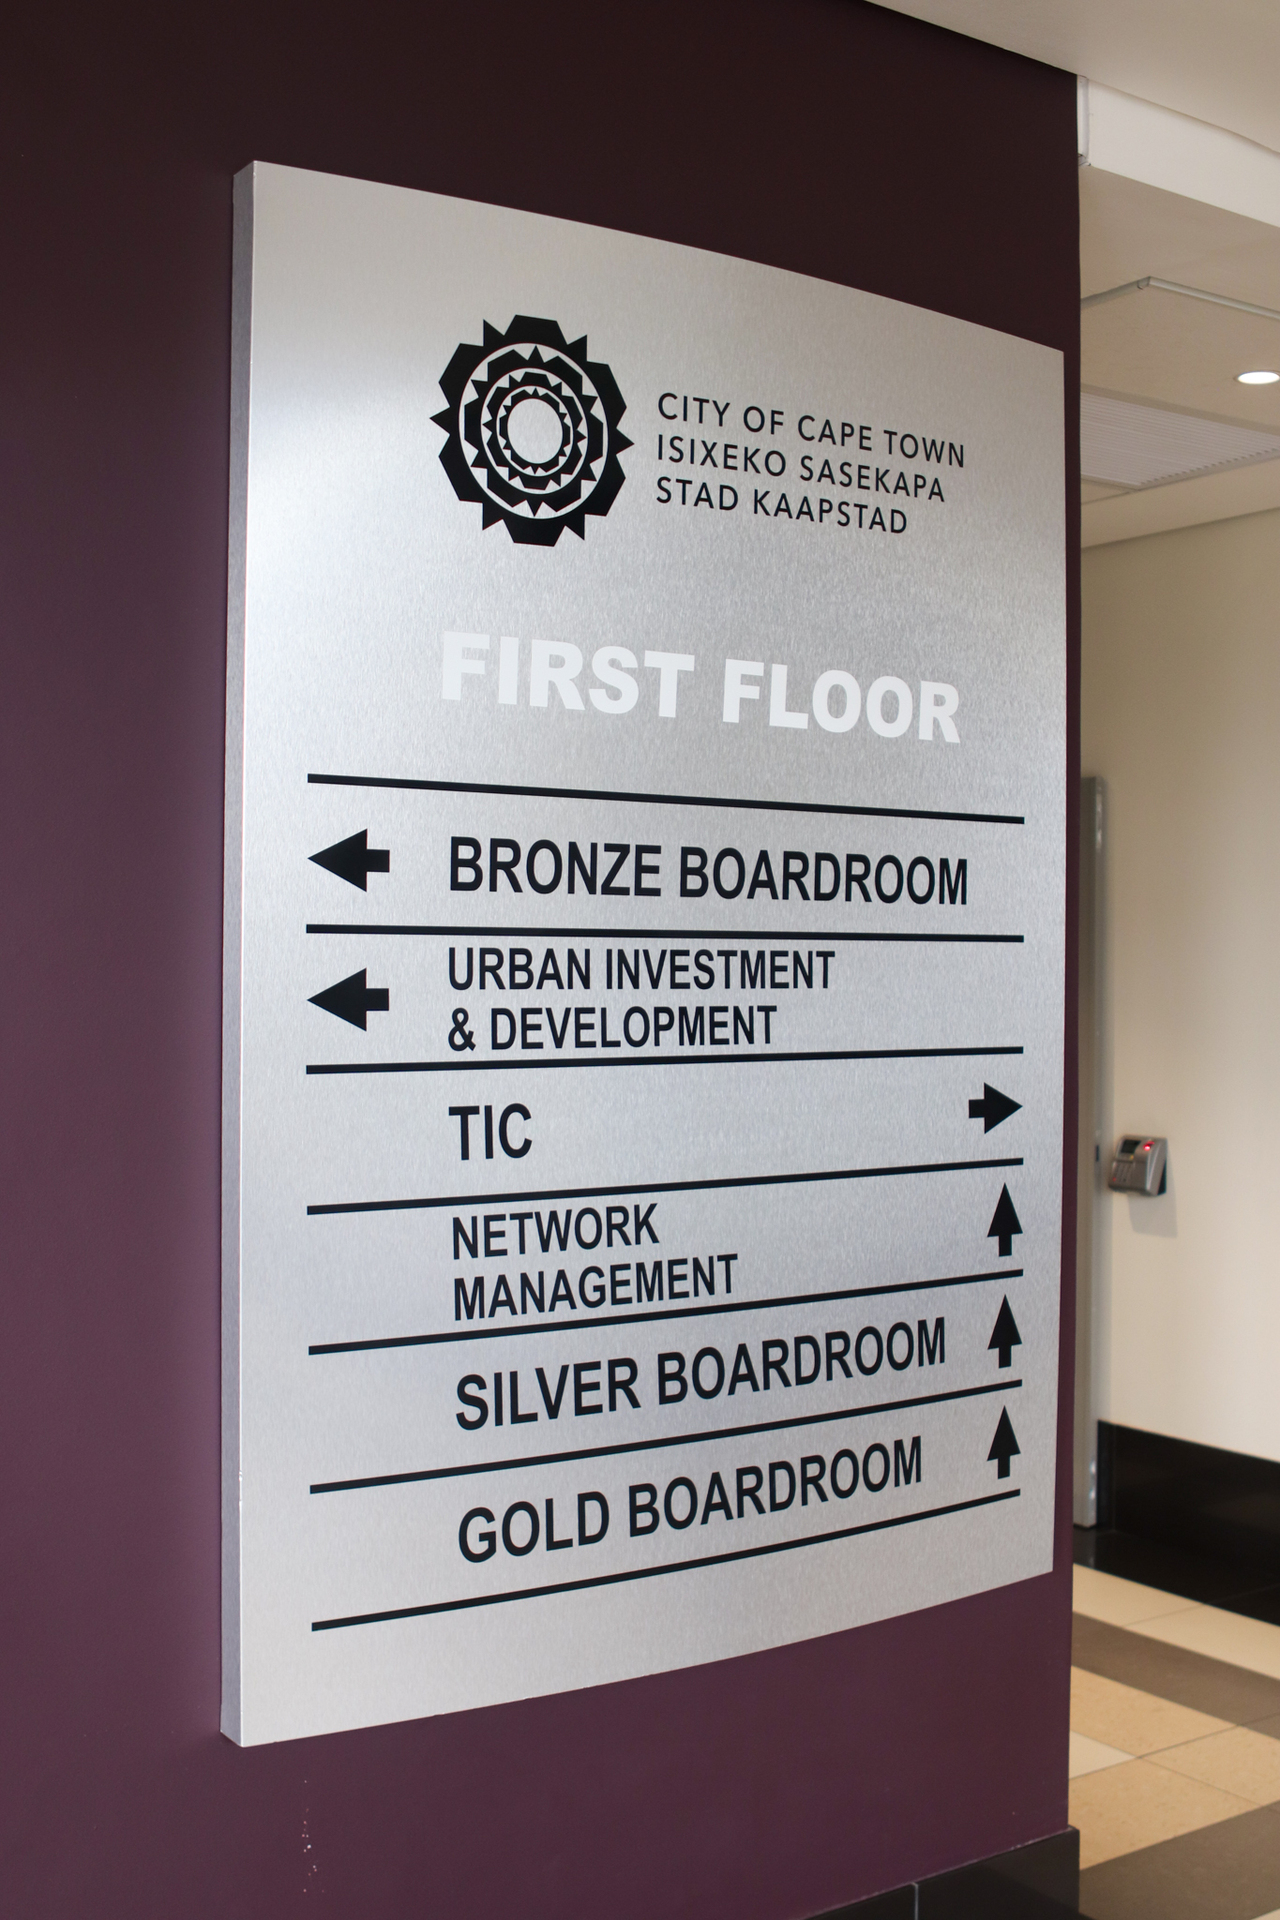 CITY OF CAPE TOWN
ISIXEKO SASEKAPA
STAD KAAPSTAD
FIRST FLOOR
BRONZE BOARDROOM
URBAN INVESTMENT
& DEVELOPMENT
TIC
NETWORK
MANAGEMENT
SILVER BOARDROOM
GOLD BOARDROOM